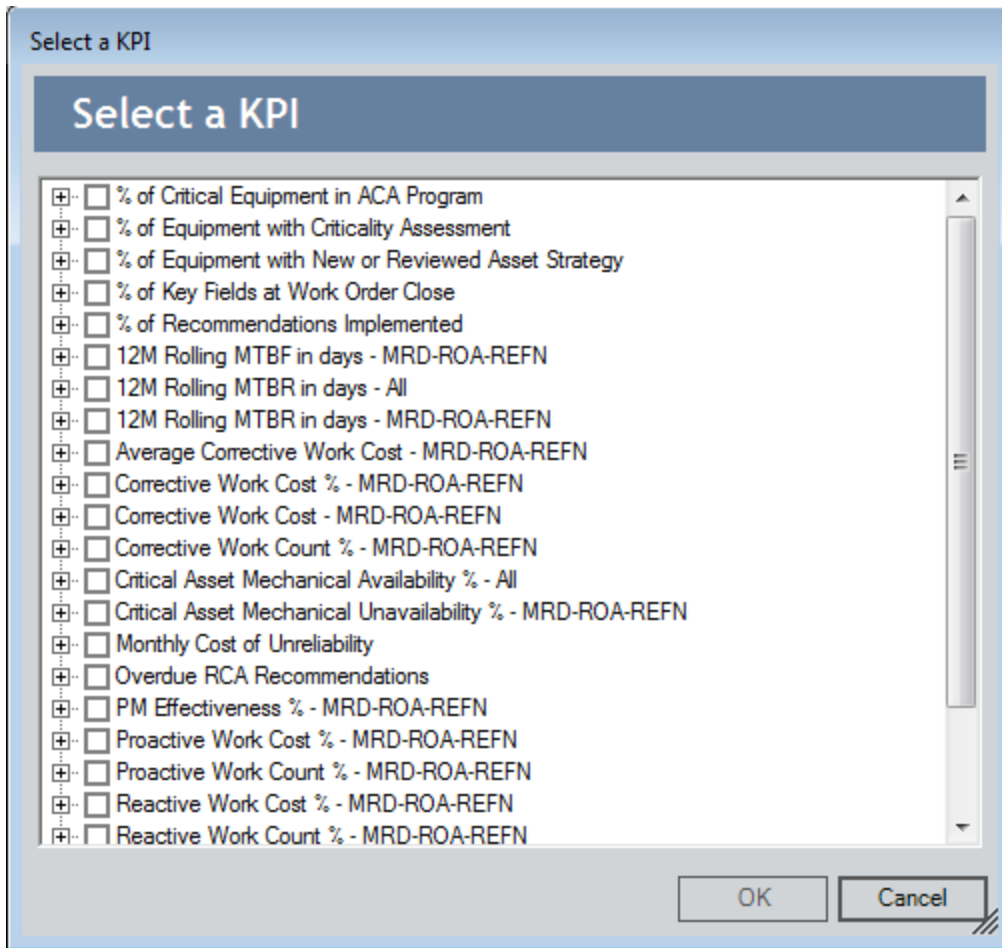 Select a KPI
Select a KPI
% of Critical Equipment in ACA Program
% of Equipment with Criticality Assessment
% of Equipment with New or Reviewed Asset Strategy
% of Key Fields at Work Order Close
% of Recommendations Implemented
12M Rolling MTBF in days - MRD-ROA-REFN
12M Rolling MTBR in days - All
12M Rolling MTBR in days - MRD-ROA-REFN
Average Corrective Work Cost - MRD-ROA-REFN
Corrective Work Cost % - MRD-ROA-REFN
Corrective Work Cost - MRD-ROA-REFN
Corrective Work Count % - MRD-ROA-REFN
Critical Asset Mechanical Availability % - All
Critical Asset Mechanical Unavailability % - MRD-ROA-REFN
Monthly Cost of Unreliability
Overdue RCA Recommendations
PM Effectiveness % - MRD-ROA-REFN
Proactive Work Cost % - MRD-ROA-REFN
Proactive Work Count % - MRD-ROA-REFN
Reactive Work Cost % - MRD-ROA-REFN
Reactive Work Count % - MRD-ROA-REFN
OK Cancel